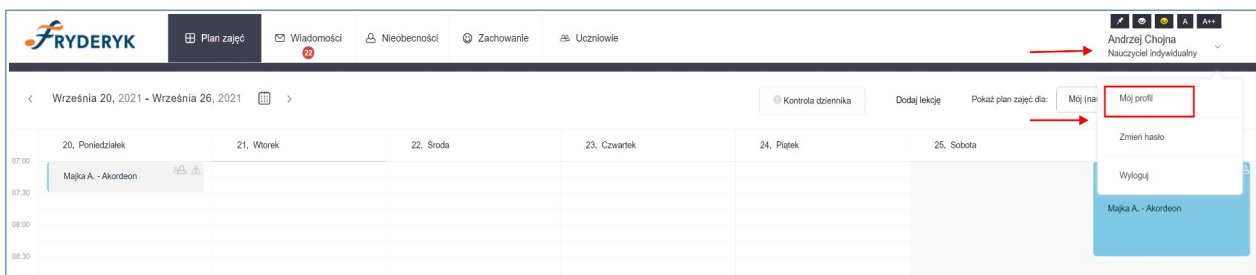 FRYDERYK
Plan zajęć
Wiadomości
22
Nieobecności
Zachowanie
Uczniowie
A A++
Andrzej Chojna
Nauczyciel indywidualny
Września 20, 2021 - Września 26, 2021
Kontrola dziennika
Dodaj lekcję
Pokaż plan zajęć dla:
Mój
Mój profil
Zmień hasło
Wyloguj
20, Poniedziałek
21, Wtorek
22, Środa
23, Czwartek
24, Piątek
25, Sobota
07:00
Majka A. - Akordeon
07:30
Majka A. - Akordeon
08:00
08:30